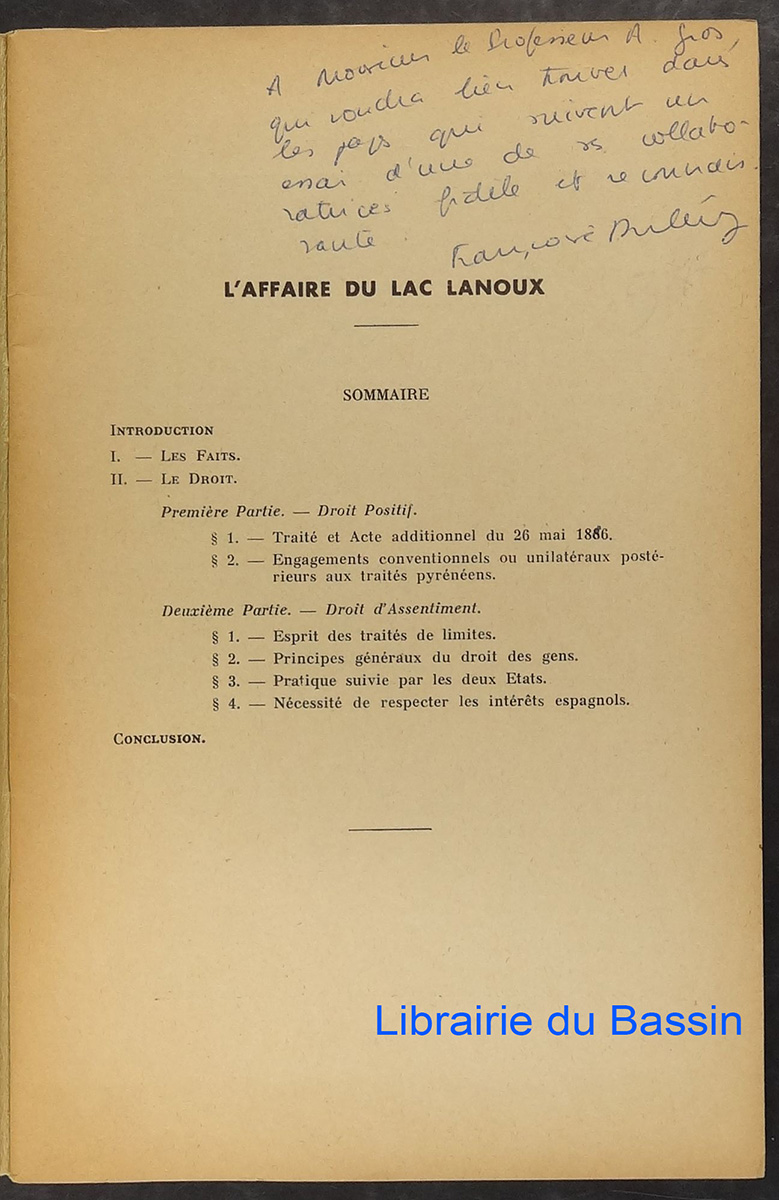 A Monsieur le Professeur A. Gros,
qui voudra bien trouver dans
les pages qui suivent un
essai d'une de ses collabo-
ratrices fidèle et reconnais-
sante.
Françoise
L'AFFAIRE DU LAC LANOUX
SOMMAIRE
INTRODUCTION
I. — LES FAITS.
II. — LE DROIT.
Première Partie. — Droit Positif.
§ 1. — Traité et Acte additionnel du 26 mai 1866.
§ 2. — Engagements conventionnels ou unilatéraux posté-
rieurs aux traités pyrénéens.
Deuxième Partie. — Droit d'Assentiment.
§ 1. — Esprit des traités de limites.
§ 2. — Principes généraux du droit des gens.
§ 3. — Pratique suivie par les deux Etats.
§ 4. — Nécessité de respecter les intérêts espagnols.
CONCLUSION.
Librairie du Bassin